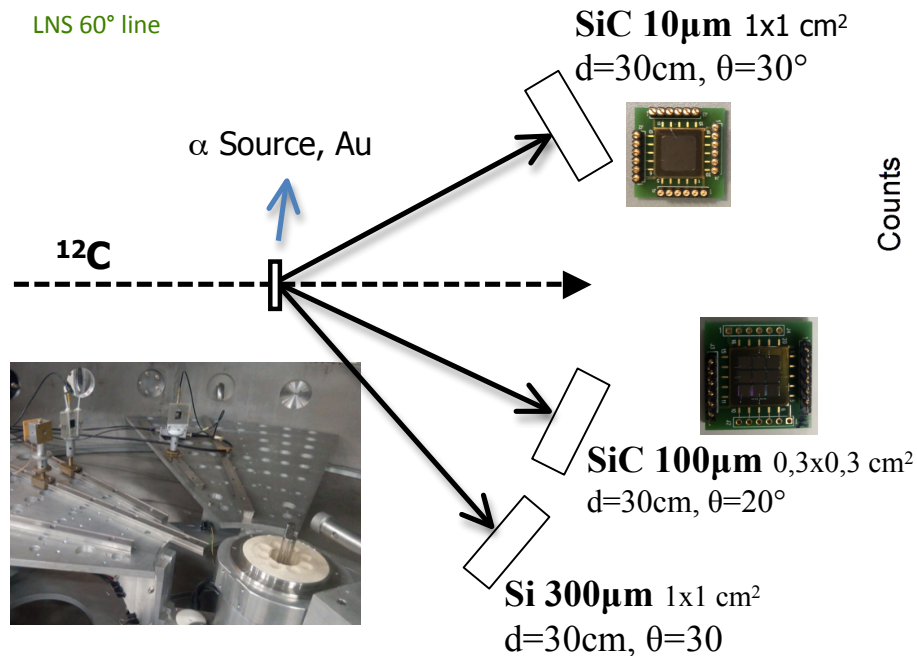 LNS 60° line
SiC 10µm 1x1 cm²
d=30cm, θ=30°
α Source, Au
Counts
¹²C
SiC 100µm 0,3x0,3 cm²
d=30cm, θ=20°
Si 300µm 1x1 cm²
d=30cm, θ=30